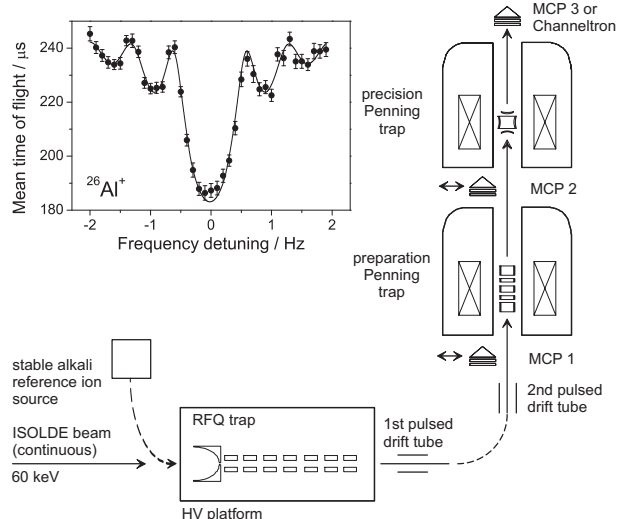 Mean time of flight / μs
240
220
200
180
26Al+
-2
-1
0
1
2
Frequency detuning / Hz
MCP 3 or
Channeltron
precision
Penning
trap
MCP 2
preparation
Penning
trap
MCP 1
2nd pulsed
drift tube
1st pulsed
drift tube
stable alkali
reference ion
source
ISOLDE beam
(continuous)
60 keV
RFQ trap
HV platform